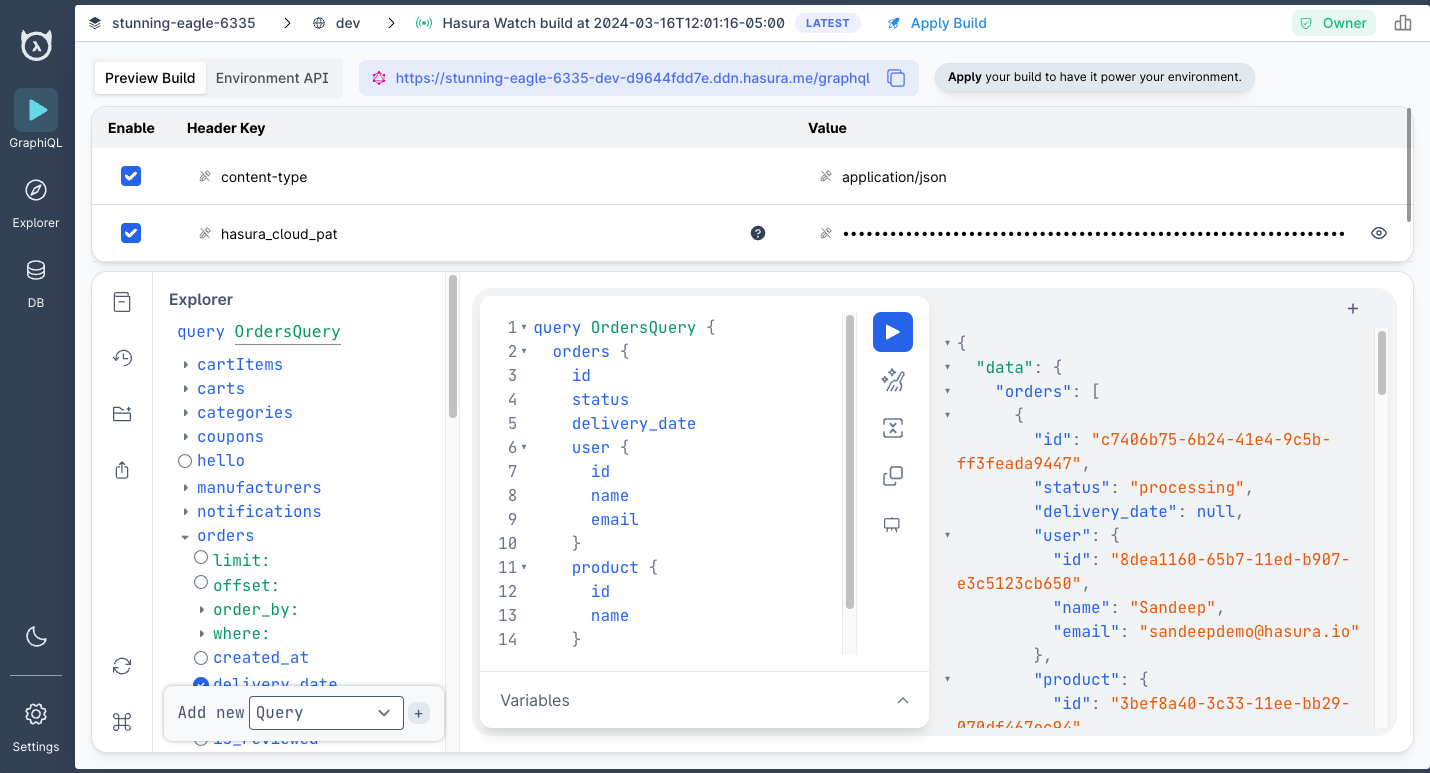 stunning-eagle-6335 dev Hasura Watch build at 2024-03-16T12:01:16-05:00 LATEST Apply Build Owner
Preview Build Environment API https://stunning-eagle-6335-dev-d9644fdd7e.ddn.hasura.me/graphql Apply your build to have it power your environment.
GraphiQL
Explorer
DB
Settings
Enable Header Key Value
content-type application/json
hasura_cloud_pat ? ••••••••••••••••••••••••••••••••••••••••••••••••••••••••••••••••
Explorer
query OrdersQuery
cartItems
carts
categories
coupons
hello
manufacturers
notifications
orders
limit:
offset:
order_by:
where:
created_at
delivery_date
Add new Query +
is_reviewed
1 query OrdersQuery {
2 orders {
3 id
4 status
5 delivery_date
6 user {
7 id
8 name
9 email
10 }
11 product {
12 id
13 name
14 }
Variables
+
{
"data": {
"orders": [
{
"id": "c7406b75-6b24-41e4-9c5b-
ff3feada9447",
"status": "processing",
"delivery_date": null,
"user": {
"id": "8dea1160-65b7-11ed-b907-
e3c5123cb650",
"name": "Sandeep",
"email": "sandeepdemo@hasura.io"
},
"product": {
"id": "3bef8a40-3c33-11ee-bb29-
070df467ec94"